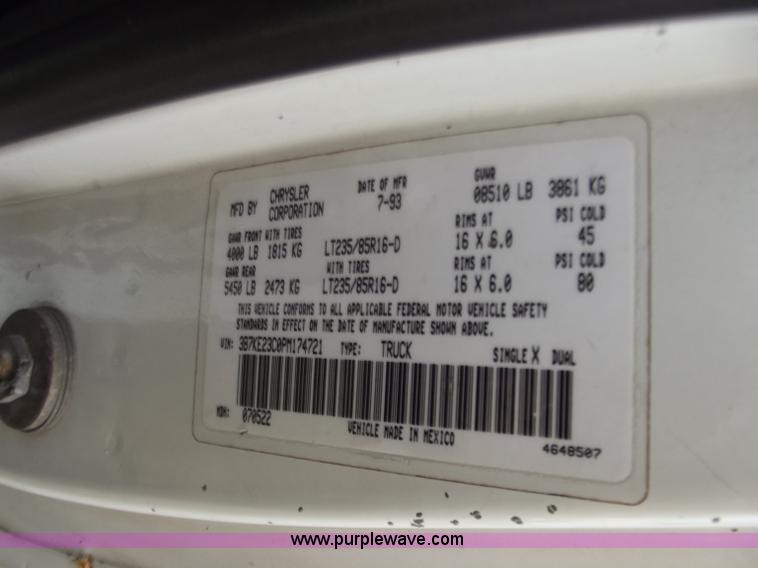 MFD BY CHRYSLER CORPORATION DATE OF MFR 7-93 GVWR 08510 LB 3861 KG
GAWR FRONT WITH TIRES RIMS AT PSI COLD
4000 LB 1815 KG LT235/85R16-D 16 X 6.0 45
GAWR REAR WITH TIRES RIMS AT PSI COLD
5450 LB 2473 KG LT235/85R16-D 16 X 6.0 80
THIS VEHICLE CONFORMS TO ALL APPLICABLE FEDERAL MOTOR VEHICLE SAFETY
STANDARDS IN EFFECT ON THE DATE OF MANUFACTURE SHOWN ABOVE.
VIN: 3B7KE23C0PM174721 TYPE: TRUCK SINGLE X DUAL
MDH: 070522
VEHICLE MADE IN MEXICO
4648507
www.purplewave.com